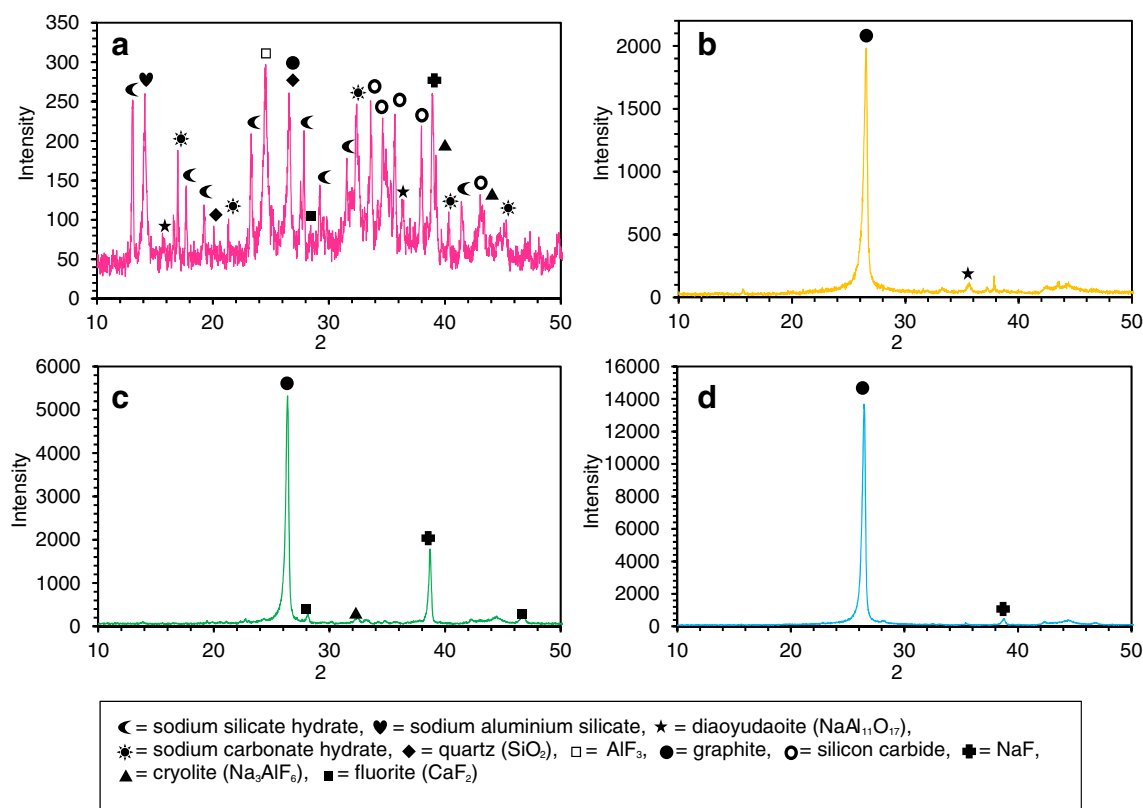 a
350
300
250
200
150
100
50
0
Intensity
10 20 30 40 50
2
b
2000
1500
1000
500
0
Intensity
10 20 30 40 50
2
c
6000
5000
4000
3000
2000
1000
0
Intensity
10 20 30 40 50
2
d
16000
14000
12000
10000
8000
6000
4000
2000
0
Intensity
10 20 30 40 50
2
= sodium silicate hydrate, = sodium aluminium silicate, = diaoyudaoite (NaAl₁₁O₁₇),
= sodium carbonate hydrate, = quartz (SiO₂), = AlF₃, = graphite, = silicon carbide, = NaF,
= cryolite (Na₃AlF₆), = fluorite (CaF₂)